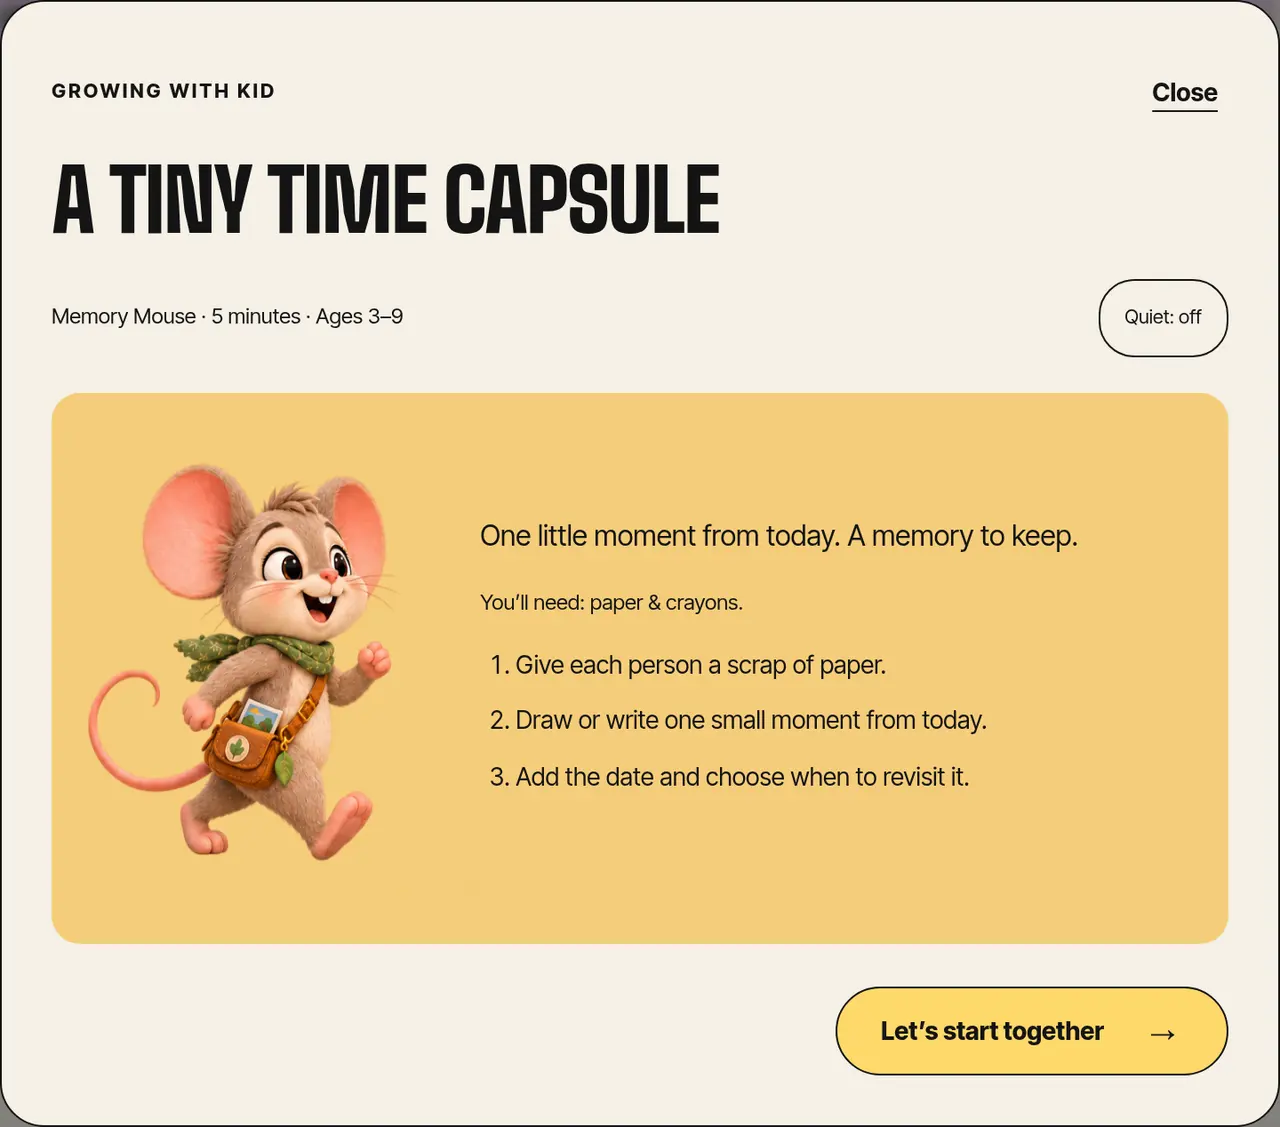 GROWING WITH KID
Close
A TINY TIME CAPSULE
Memory Mouse · 5 minutes · Ages 3–9
Quiet: off
One little moment from today. A memory to keep.
You’ll need: paper & crayons.
1. Give each person a scrap of paper.
2. Draw or write one small moment from today.
3. Add the date and choose when to revisit it.
Let’s start together →